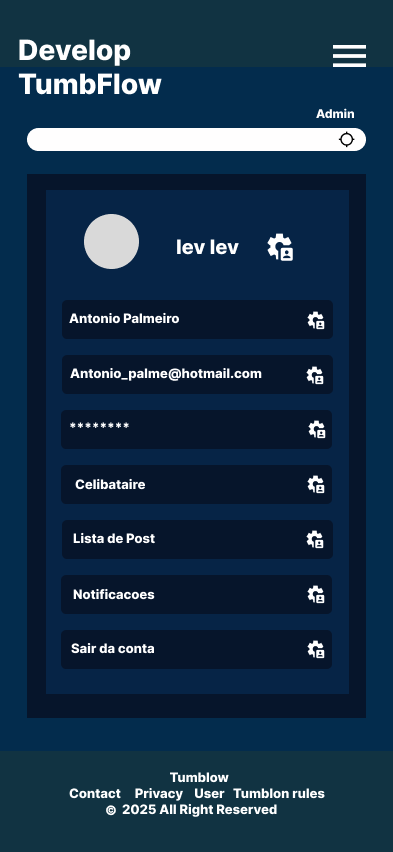 Develop
TumbFlow
Admin
lev lev
Antonio Palmeiro
Antonio_palme@hotmail.com
********
Celibataire
Lista de Post
Notificacoes
Sair da conta
Tumblow
Contact Privacy User Tumblon rules
© 2025 All Right Reserved